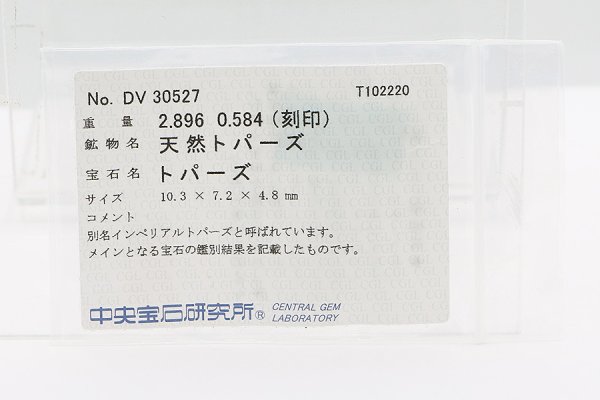 No. DV 30527 T102220
重 量 2.896 0.584 (刻印)
鉱物名 天然トパーズ
宝石名 トパーズ
サイズ 10.3 × 7.2 × 4.8 mm
コメント
別名インペリアルトパーズと呼ばれています。
メインとなる宝石の鑑別結果を記載したものです。
中央宝石研究所® CENTRAL GEM
LABORATORY